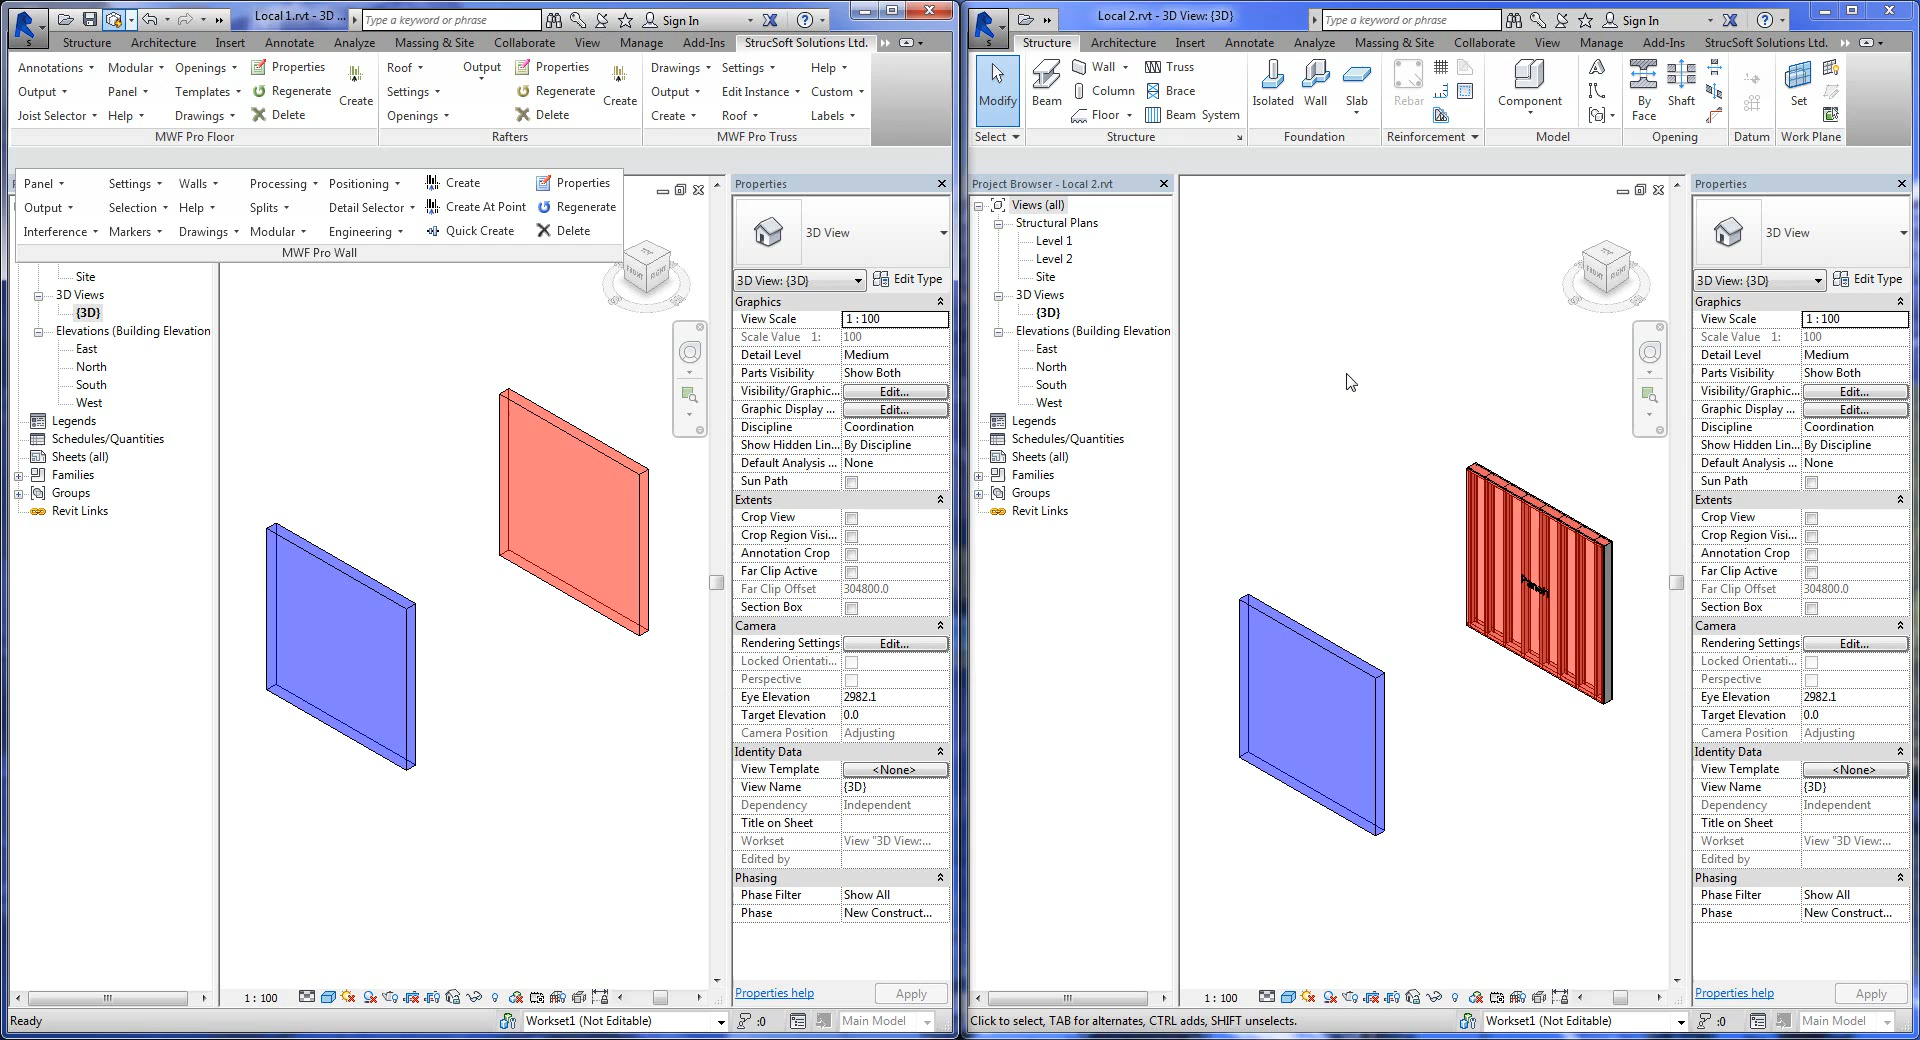 Local 1.rvt - 3D ...
Type a keyword or phrase
Sign In
Structure Architecture Insert Annotate Analyze Massing & Site Collaborate View Manage Add-Ins StrucSoft Solutions Ltd.
Annotations Modular Openings Properties
Output Panel Templates Regenerate Create
Joist Selector Help Drawings Delete
MWF Pro Floor
Roof Output Properties
Settings Regenerate Create
Openings Delete
Rafters
Drawings Settings Help
Output Edit Instance Custom
Create Roof Labels
MWF Pro Truss
Panel Settings Walls Processing Positioning Create Properties
Output Selection Help Splits Detail Selector Create At Point Regenerate
Interference Markers Drawings Modular Engineering Quick Create Delete
MWF Pro Wall
Site
3D Views
{3D}
Elevations (Building Elevation
East
North
South
West
Legends
Schedules/Quantities
Sheets (all)
Families
Groups
Revit Links
FRONT RIGHT
Properties
3D View
3D View: {3D} Edit Type
Graphics
View Scale 1 : 100
Scale Value 1: 100
Detail Level Medium
Parts Visibility Show Both
Visibility/Graphic... Edit...
Graphic Display ... Edit...
Discipline Coordination
Show Hidden Lin... By Discipline
Default Analysis ... None
Sun Path
Extents
Crop View
Crop Region Visi...
Annotation Crop
Far Clip Active
Far Clip Offset 304800.0
Section Box
Camera
Rendering Settings Edit...
Locked Orientati...
Perspective
Eye Elevation 2982.1
Target Elevation 0.0
Camera Position Adjusting
Identity Data
View Template <None>
View Name {3D}
Dependency Independent
Title on Sheet
Workset View "3D View:...
Edited by
Phasing
Phase Filter Show All
Phase New Construct...
Properties help Apply
1 : 100
Ready
Workset1 (Not Editable)
:0
Main Model
Local 2.rvt - 3D View: {3D}
Type a keyword or phrase
Sign In
Structure Architecture Insert Annotate Analyze Massing & Site Collaborate View Manage Add-Ins StrucSoft Solutions Ltd.
Modify
Select
Beam
Wall Truss
Column Brace
Floor Beam System
Structure
Isolated Wall Slab
Foundation
Rebar
Reinforcement
Component
Model
By Face Shaft
Opening
Datum
Set
Work Plane
Project Browser - Local 2.rvt
Views (all)
Structural Plans
Level 1
Level 2
Site
3D Views
{3D}
Elevations (Building Elevation
East
North
South
West
Legends
Schedules/Quantities
Sheets (all)
Families
Groups
Revit Links
FRONT RIGHT
Properties
3D View
3D View: {3D} Edit Type
Graphics
View Scale 1 : 100
Scale Value 1: 100
Detail Level Medium
Parts Visibility Show Both
Visibility/Graphic... Edit...
Graphic Display ... Edit...
Discipline Coordination
Show Hidden Lin... By Discipline
Default Analysis ... None
Sun Path
Extents
Crop View
Crop Region Visi...
Annotation Crop
Far Clip Active
Far Clip Offset 304800.0
Section Box
Camera
Rendering Settings Edit...
Locked Orientati...
Perspective
Eye Elevation 2982.1
Target Elevation 0.0
Camera Position Adjusting
Identity Data
View Template <None>
View Name {3D}
Dependency Independent
Title on Sheet
Workset View "3D View:...
Edited by
Phasing
Phase Filter Show All
Phase New Construct...
Properties help Apply
1 : 100
Click to select, TAB for alternates, CTRL adds, SHIFT unselects.
Workset1 (Not Editable)
:0
Main Model